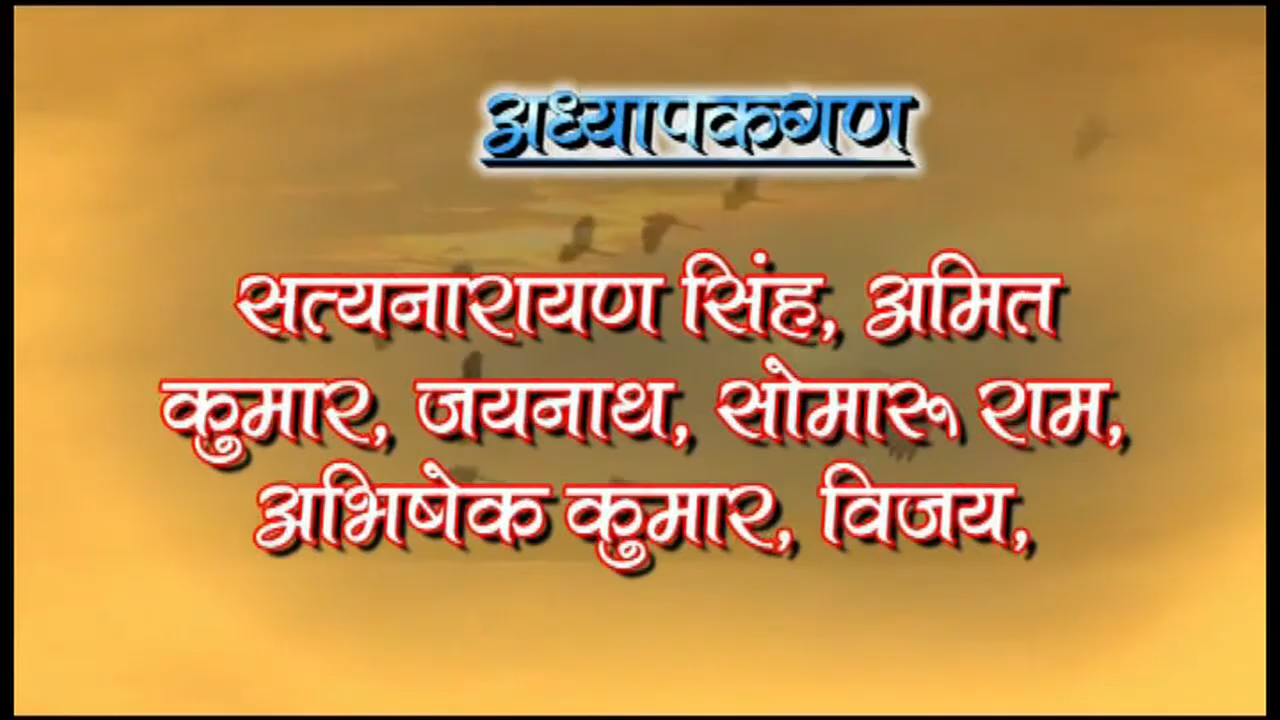 अध्यापकगण
सत्यनारायण सिंह, अमित
कुमार, जयनाथ, सोमारू राम,
अभिषेक कुमार, विजय,